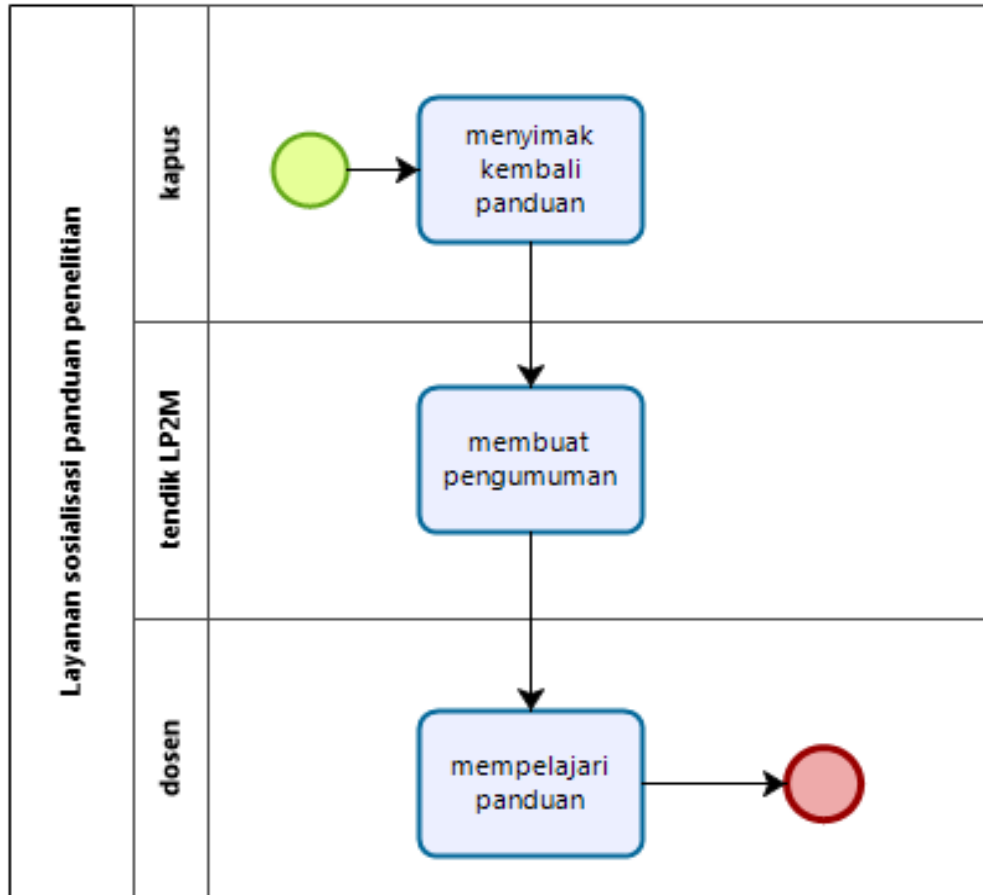 Layanan sosialisasi panduan penelitian
kapus
menyimak
kembali
panduan
tendik LP2M
membuat
pengumuman
dosen
mempelajari
panduan